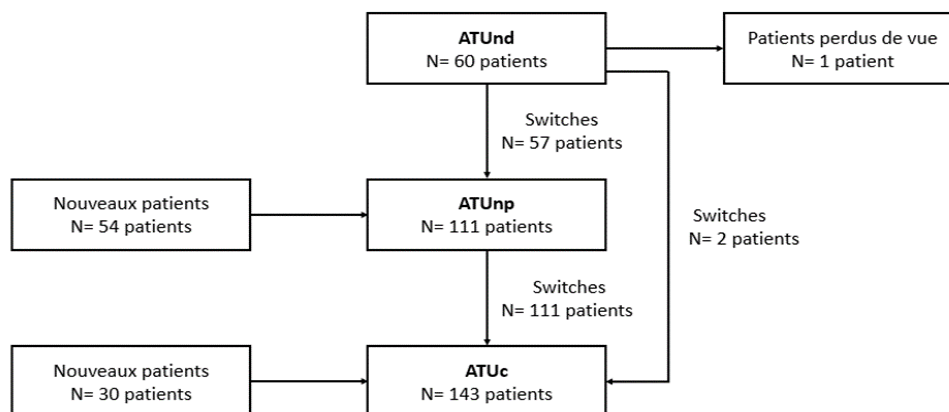 ATUnd
N= 60 patients
Patients perdus de vue
N= 1 patient
Switches
N= 57 patients
Nouveaux patients
N= 54 patients
ATUnp
N= 111 patients
Switches
N= 2 patients
Switches
N= 111 patients
Nouveaux patients
N= 30 patients
ATUc
N= 143 patients